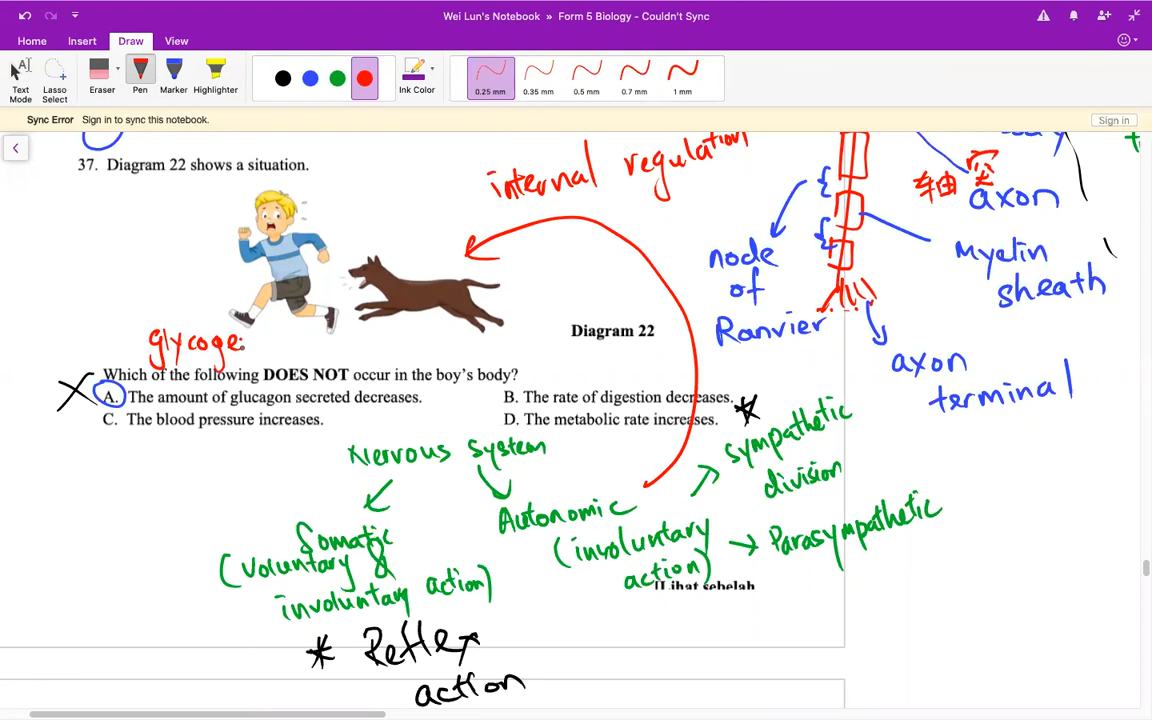 Wei Lun's Notebook » Form 5 Biology - Couldn't Sync
Home Insert Draw View
Text Mode
Lasso Select
Eraser
Pen
Marker
Highlighter
Ink Color
0.25 mm
0.35 mm
0.5 mm
0.7 mm
1 mm
Sync Error Sign in to sync this notebook.
Sign in
37. Diagram 22 shows a situation.
internal regulation
轴突
axon
node of Ranvier
Myelin sheath
axon terminal
Diagram 22
glycoge
Which of the following DOES NOT occur in the boy's body?
A. The amount of glucagon secreted decreases.
B. The rate of digestion decreases.
C. The blood pressure increases.
D. The metabolic rate increases.
Nervous system
Somatic
(voluntary &
involuntary action)
Autonomic
(involuntary
action)
sympathetic
division
Parasympathetic
* Reflex
action